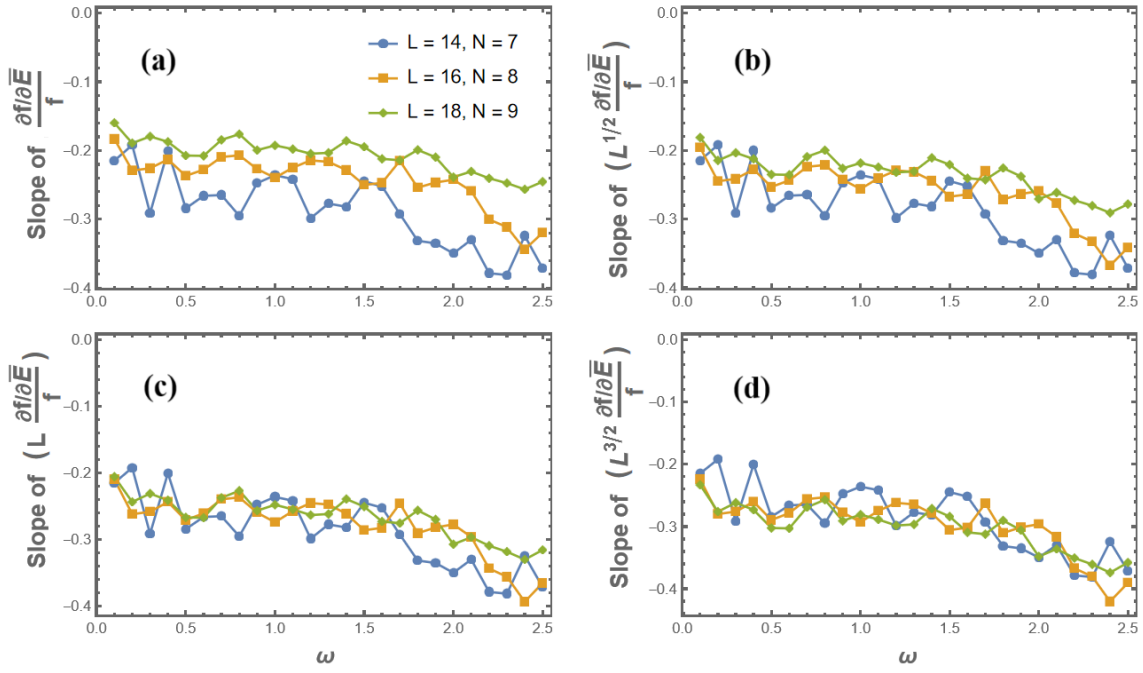 (a)
L = 14, N = 7
L = 16, N = 8
L = 18, N = 9
Slope of ∂f/∂E̅ / f
0.0
−0.1
−0.2
−0.3
−0.4
0.0 0.5 1.0 1.5 2.0 2.5
(b)
Slope of ( L^{1/2} ∂f/∂E̅ / f )
0.0
−0.1
−0.2
−0.3
−0.4
0.0 0.5 1.0 1.5 2.0 2.5
(c)
Slope of ( L ∂f/∂E̅ / f )
0.0
−0.1
−0.2
−0.3
−0.4
0.0 0.5 1.0 1.5 2.0 2.5
ω
(d)
Slope of ( L^{3/2} ∂f/∂E̅ / f )
0.0
−0.1
−0.2
−0.3
−0.4
0.0 0.5 1.0 1.5 2.0 2.5
ω